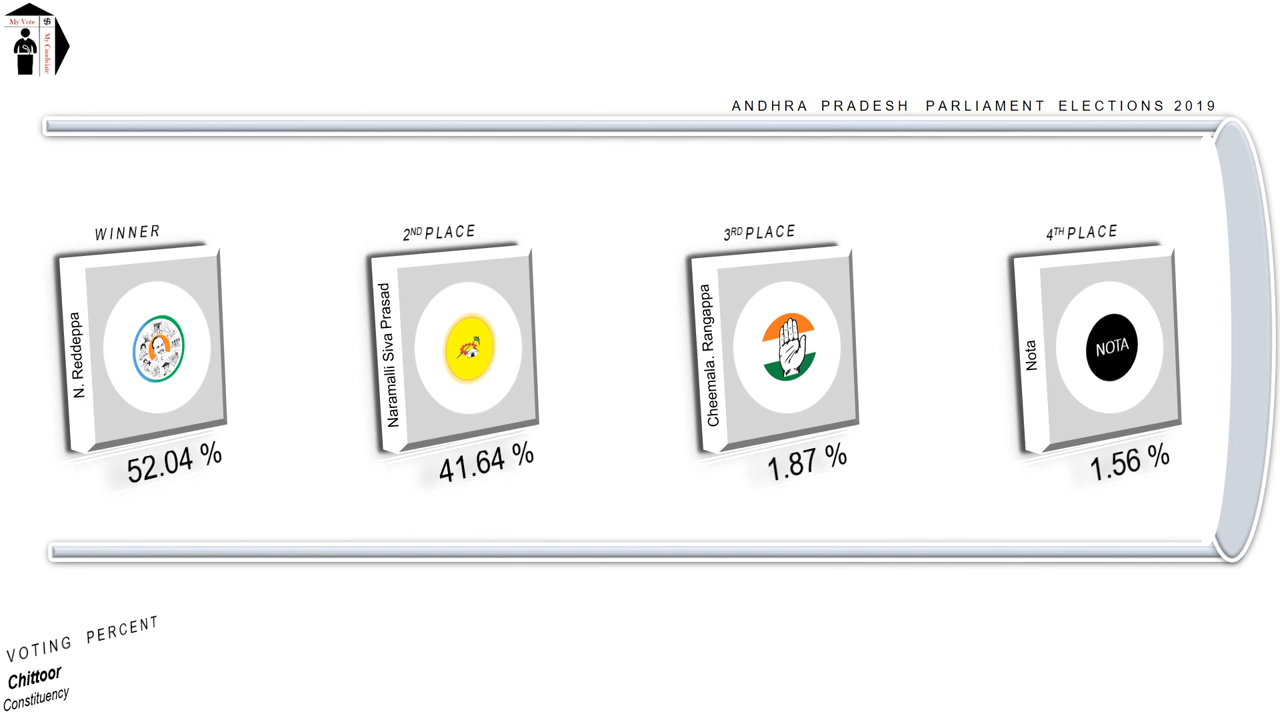 My Vote
My Candidate
ANDHRA PRADESH PARLIAMENT ELECTIONS 2019
WINNER
2ND PLACE
3RD PLACE
4TH PLACE
N. Reddeppa
Naramalli Siva Prasad
Cheemala. Rangappa
Nota
NOTA
52.04 %
41.64 %
1.87 %
1.56 %
VOTING PERCENT
Chittoor
Constituency